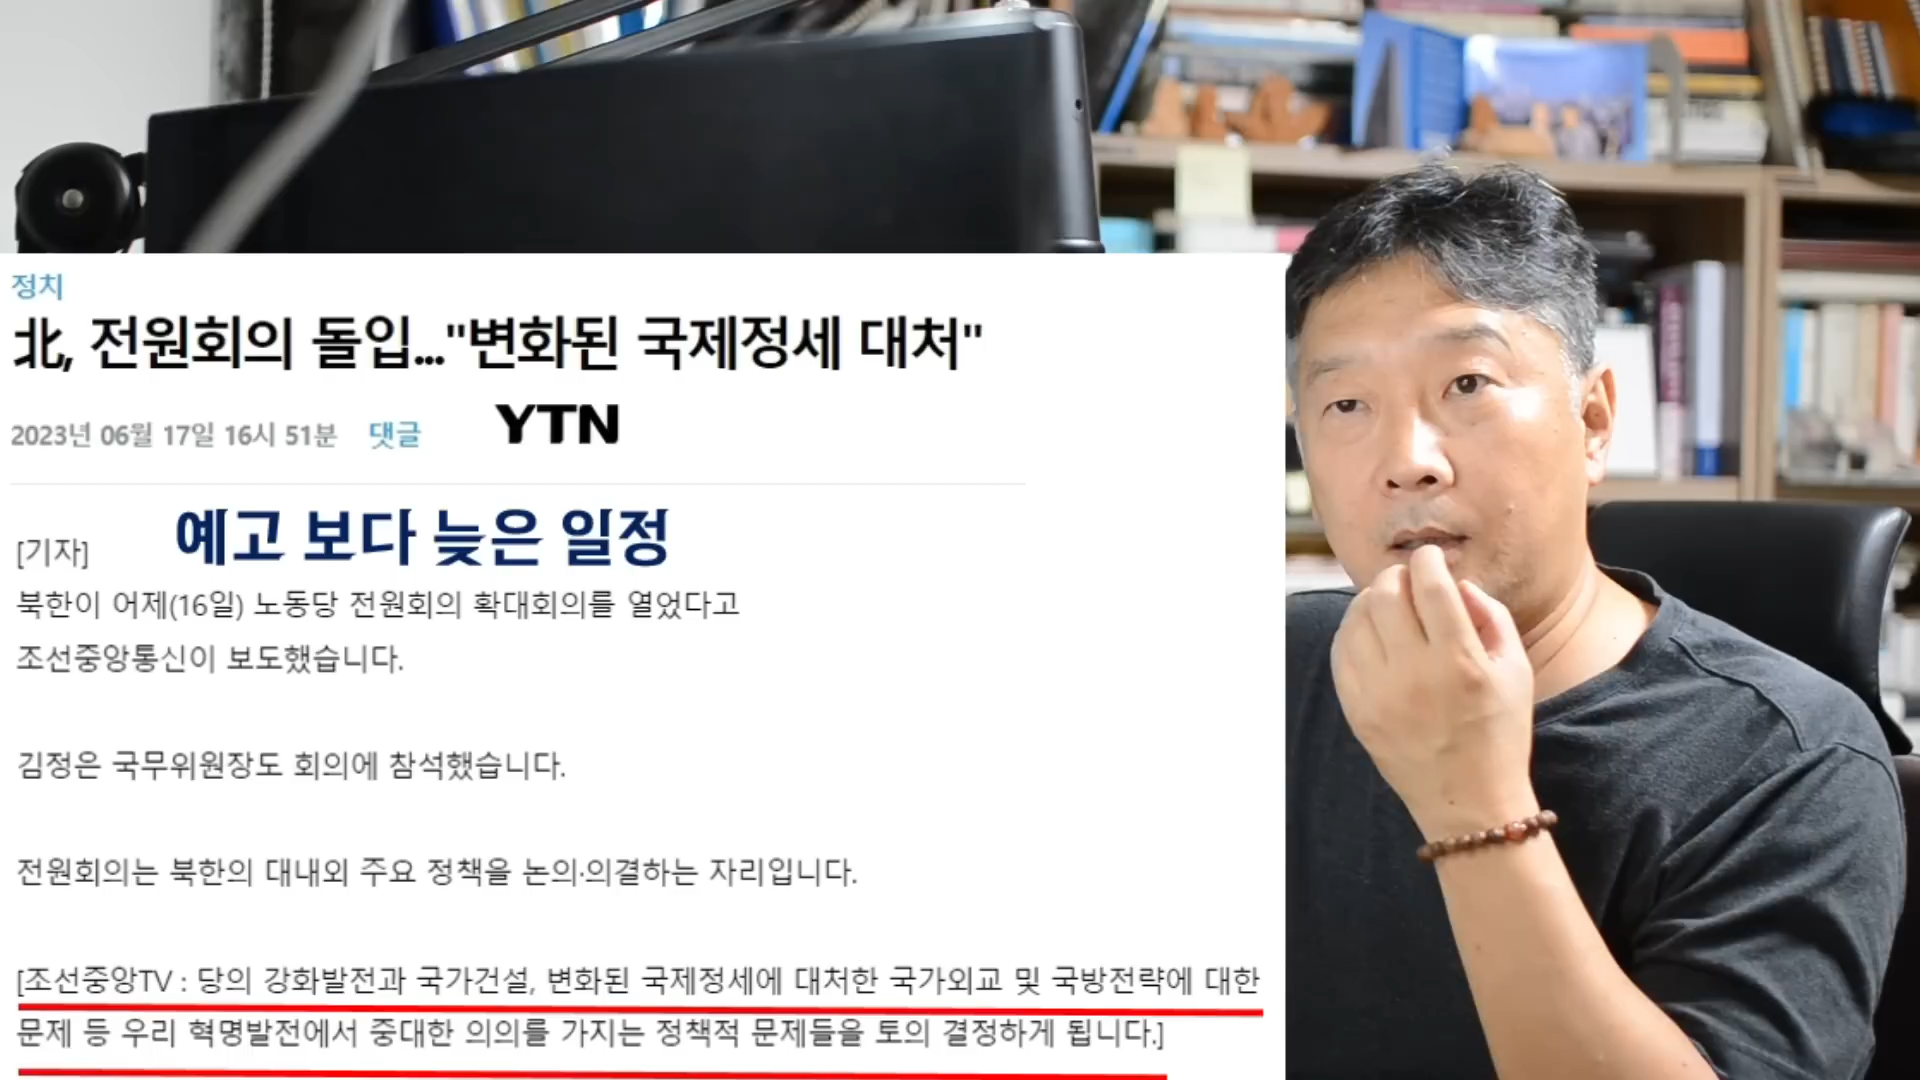 정치
北, 전원회의 돌입..."변화된 국제정세 대처"
2023년 06월 17일 16시 51분 댓글 YTN
예고 보다 늦은 일정
[기자]
북한이 어제(16일) 노동당 전원회의 확대회의를 열었다고
조선중앙통신이 보도했습니다.
김정은 국무위원장도 회의에 참석했습니다.
전원회의는 북한의 대내외 주요 정책을 논의·의결하는 자리입니다.
[조선중앙TV : 당의 강화발전과 국가건설, 변화된 국제정세에 대처한 국가외교 및 국방전략에 대한
문제 등 우리 혁명발전에서 중대한 의의를 가지는 정책적 문제들을 토의 결정하게 됩니다.]